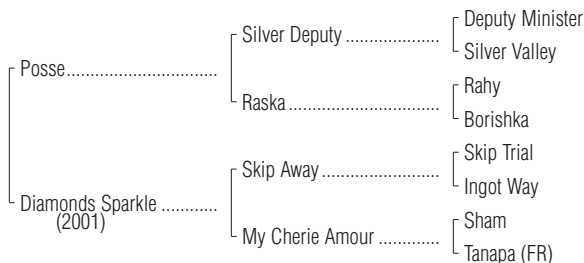 Deputy Minister
Silver Deputy ....................
Silver Valley
Posse................................
Rahy
Raska ................................
Borishka
Skip Trial
Skip Away .........................
Ingot Way
Diamonds Sparkle ............
(2001)
Sham
My Cherie Amour .............
Tanapa (FR)